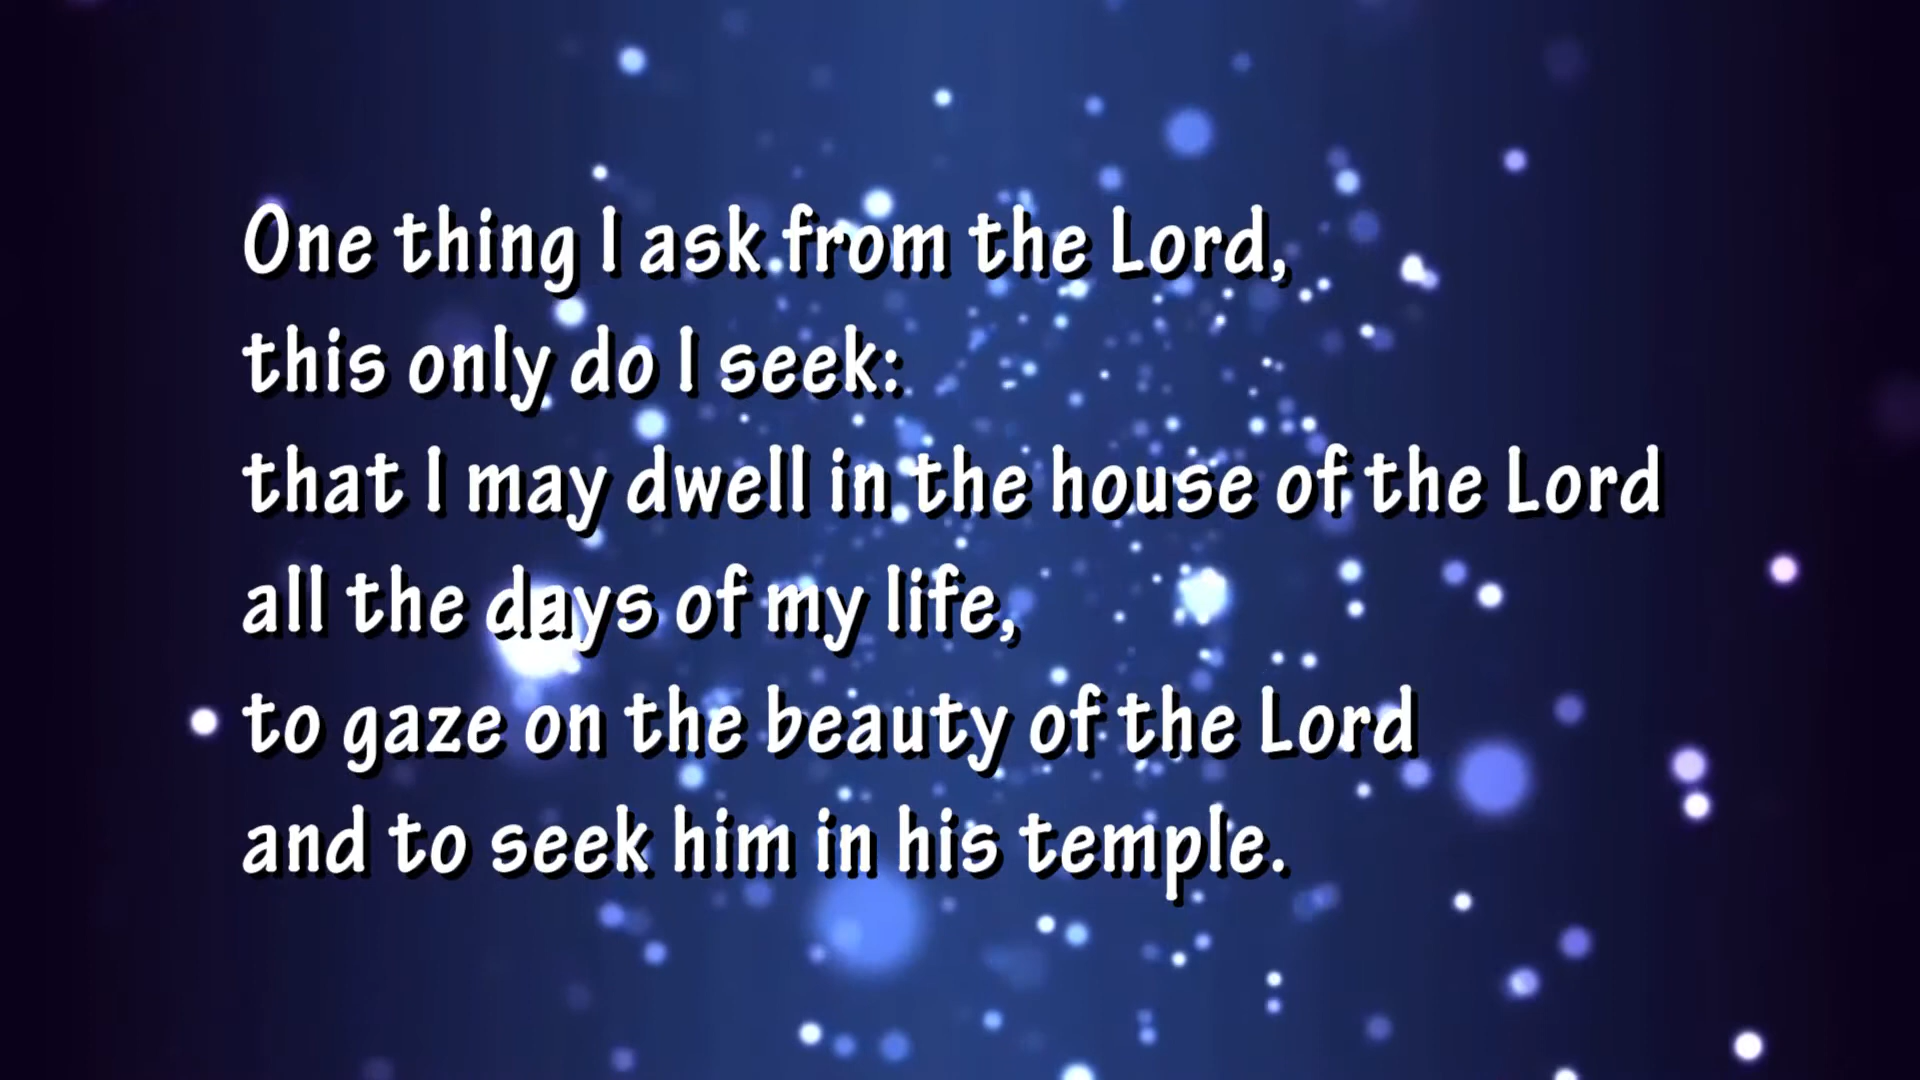 One thing I ask from the Lord,
this only do I seek:
that I may dwell in the house of the Lord
all the days of my life,
to gaze on the beauty of the Lord
and to seek him in his temple.